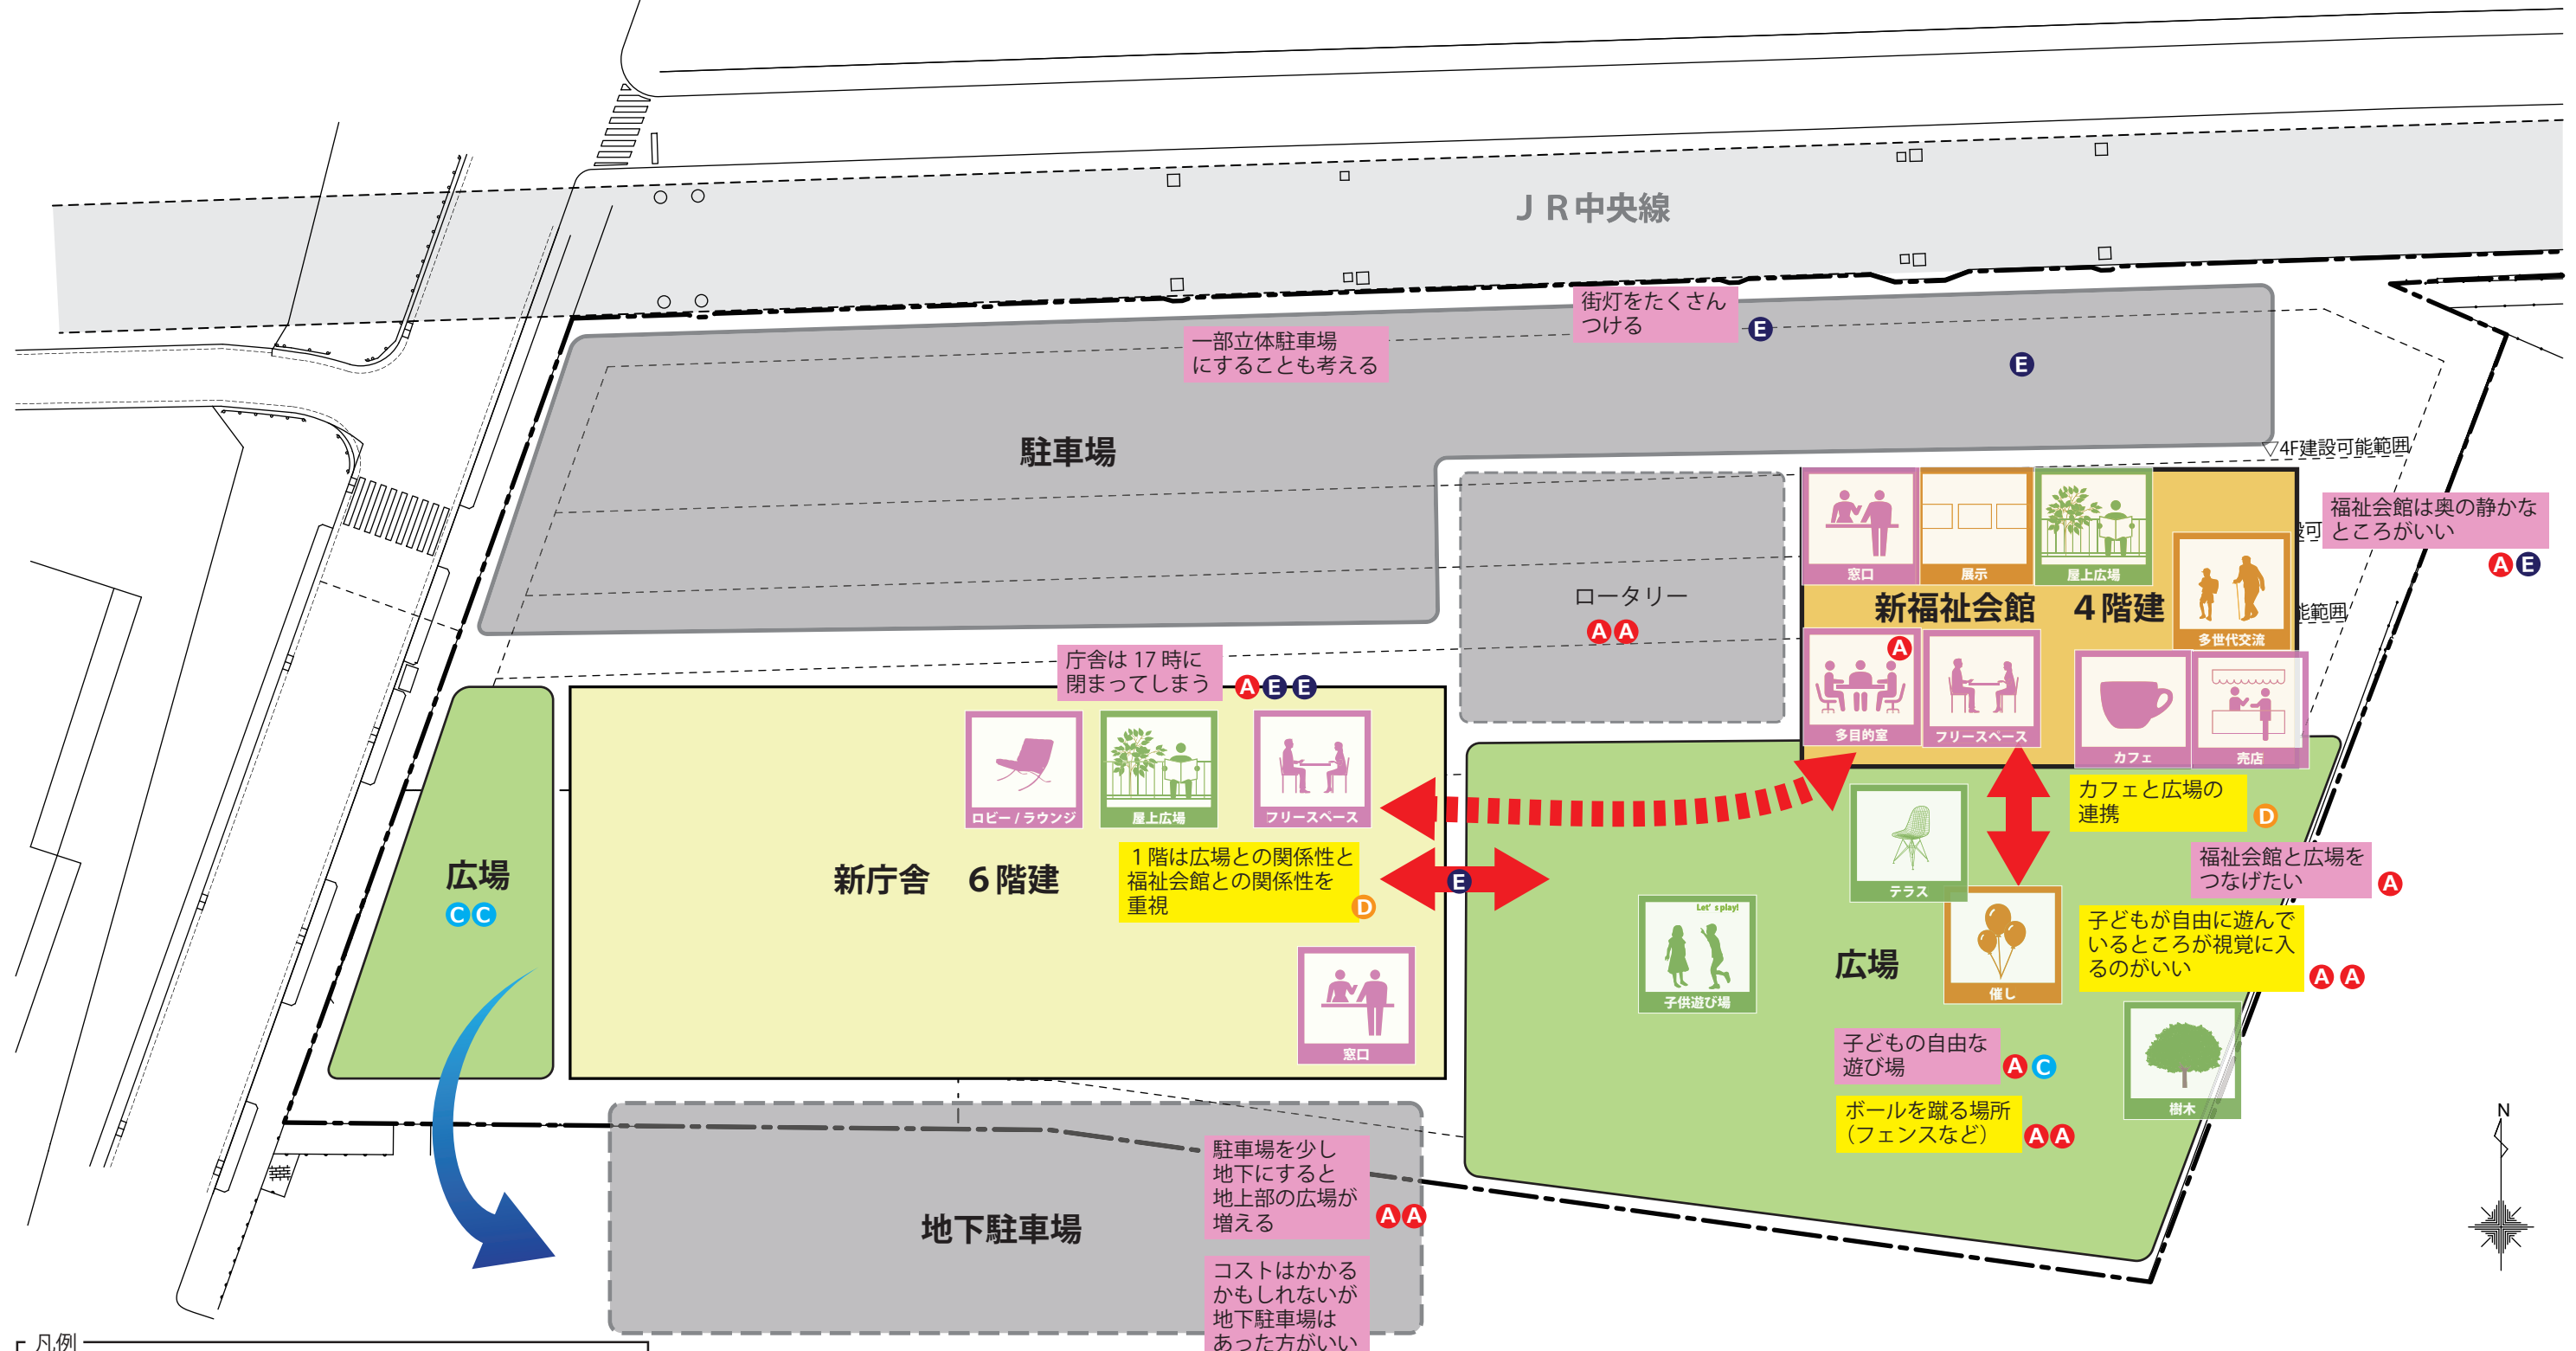 ＪＲ中央線
街灯をたくさん
つける
E
一部立体駐車場
にすることも考える
E
駐車場
▽4F建設可能範囲
窓口
展示
屋上広場
福祉会館は奥の静かな
ところがいい
A E
設可
多世代交流
能範囲
新福祉会館　４階建
ロータリー
A A
A
多目的室
フリースペース
カフェ
売店
庁舎は 17 時に
閉まってしまう
A E E
ロビー / ラウンジ
屋上広場
フリースペース
カフェと広場の
連携
D
テラス
福祉会館と広場を
つなげたい
A
新庁舎　６階建
１階は広場との関係性と
福祉会館との関係性を
重視
D
E
広場
C C
Let's play!
子供遊び場
催し
広場
子どもが自由に遊んで
いるところが視覚に入
るのがいい
A A
窓口
子どもの自由な
遊び場
A C
ボールを蹴る場所
（フェンスなど）
A A
樹木
N
駐車場を少し
地下にすると
地上部の広場が
増える
A A
地下駐車場
コストはかかる
かもしれないが
地下駐車場は
あった方がいい
凡例